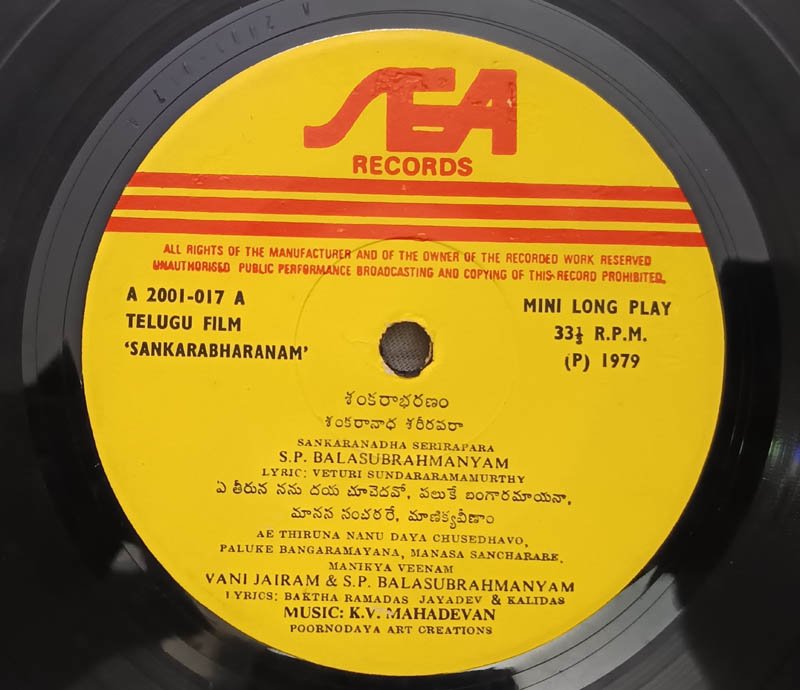 SEA
RECORDS
ALL RIGHTS OF THE MANUFACTURER AND OF THE OWNER OF THE RECORDED WORK RESERVED
UNAUTHORISED PUBLIC PERFORMANCE BROADCASTING AND COPYING OF THIS RECORD PROHIBITED.
A 2001-017 A
TELUGU FILM
'SANKARABHARANAM'
MINI LONG PLAY
33⅓ R.P.M.
(P) 1979
శంకరాభరణం
శంకరానాధ శరీరపరా
SANKARANADHA SERIRAPARA
S.P. BALASUBRAHMANYAM
LYRIC: VETURI SUNDARARAMAMURTHY
ఏ తీరున నను దయ చూచెదవో, పలుకే బంగారమాయనా,
మానస సంచరరే, మాణిక్యవీణాం
AE THIRUNA NANU DAYA CHUSEDHAVO,
PALUKE BANGARAMAYANA, MANASA SANCHARARE,
MANIKYA VEENAM
VANI JAIRAM & S.P. BALASUBRAHMANYAM
LYRICS: BAKTHA RAMADAS JAYADEV & KALIDAS
MUSIC: K.V. MAHADEVAN
POORNODAYA ART CREATIONS